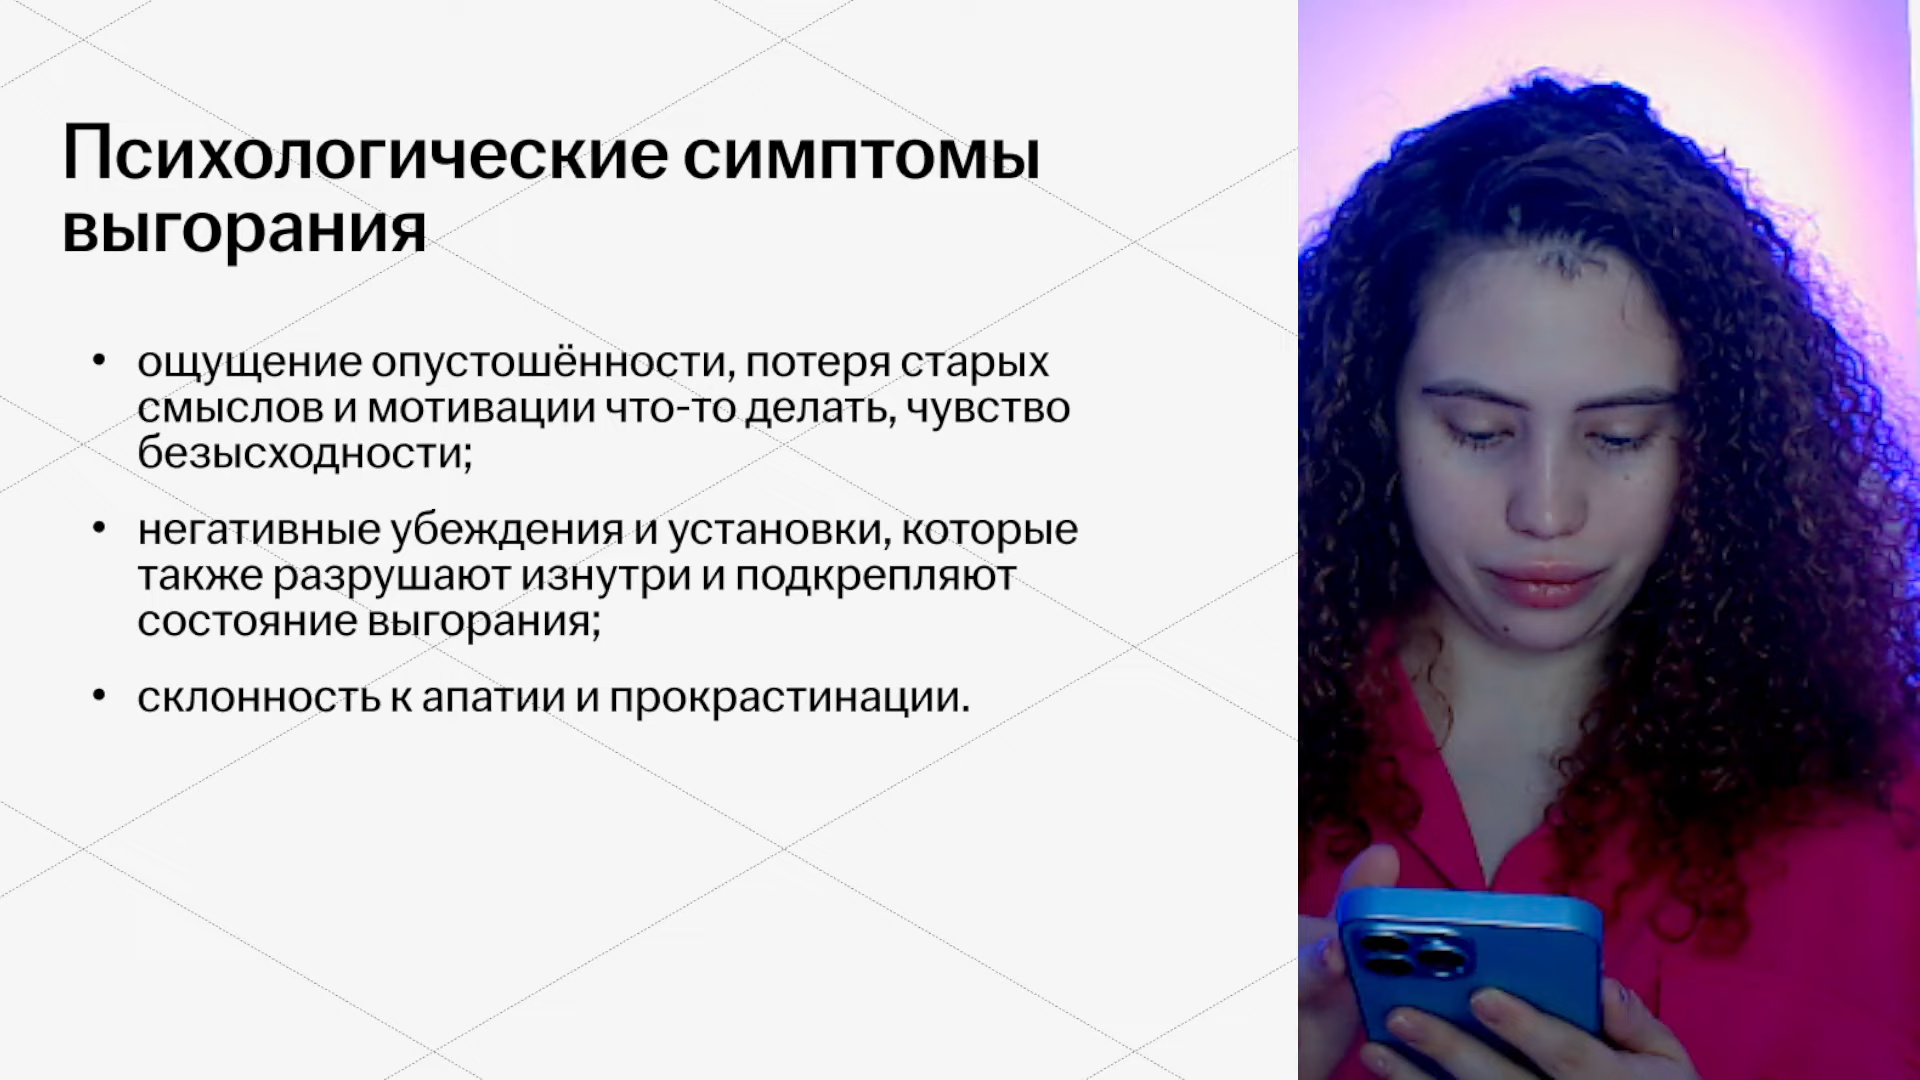 Психологические симптомы
выгорания
• ощущение опустошённости, потеря старых
смыслов и мотивации что-то делать, чувство
безысходности;
• негативные убеждения и установки, которые
также разрушают изнутри и подкрепляют
состояние выгорания;
• склонность к апатии и прокрастинации.